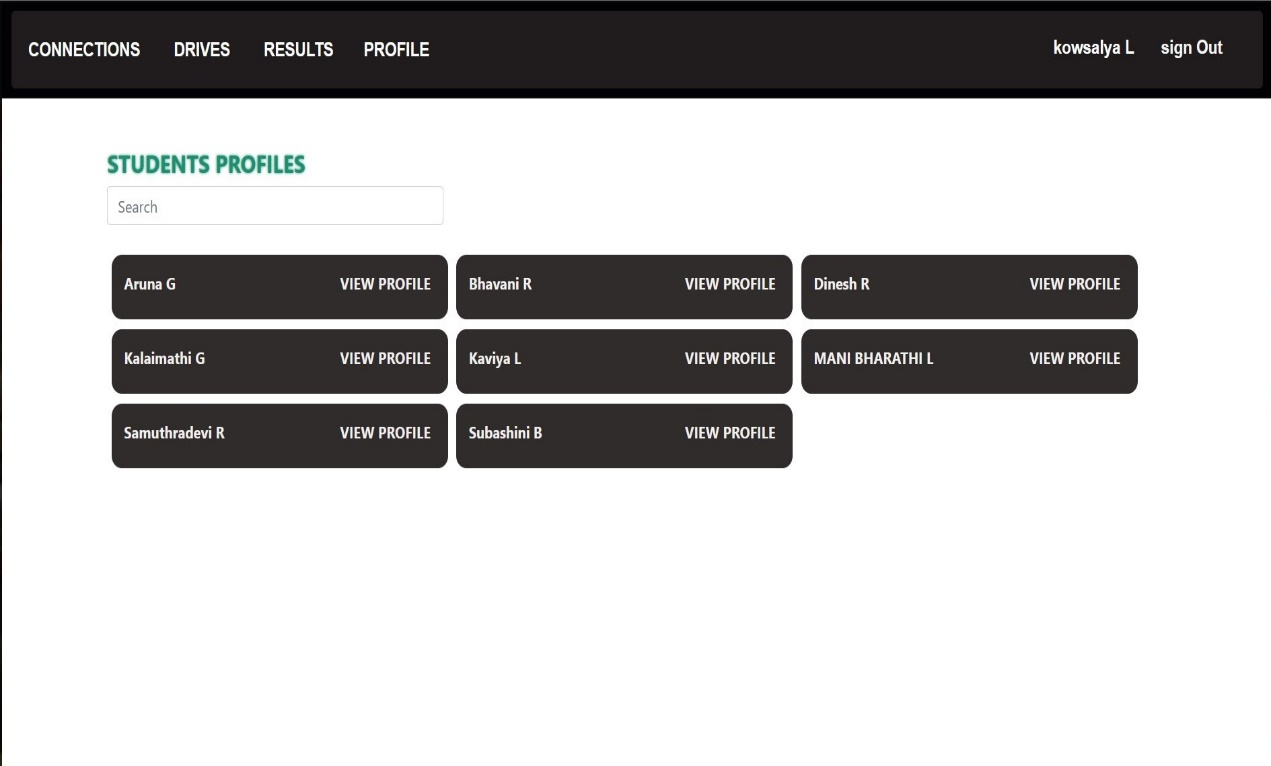 CONNECTIONS DRIVES RESULTS PROFILE kowsalya L sign Out
STUDENTS PROFILES
Search
Aruna G VIEW PROFILE Bhavani R VIEW PROFILE Dinesh R VIEW PROFILE
Kalaimathi G VIEW PROFILE Kaviya L VIEW PROFILE MANI BHARATHI L VIEW PROFILE
Samuthradevi R VIEW PROFILE Subashini B VIEW PROFILE